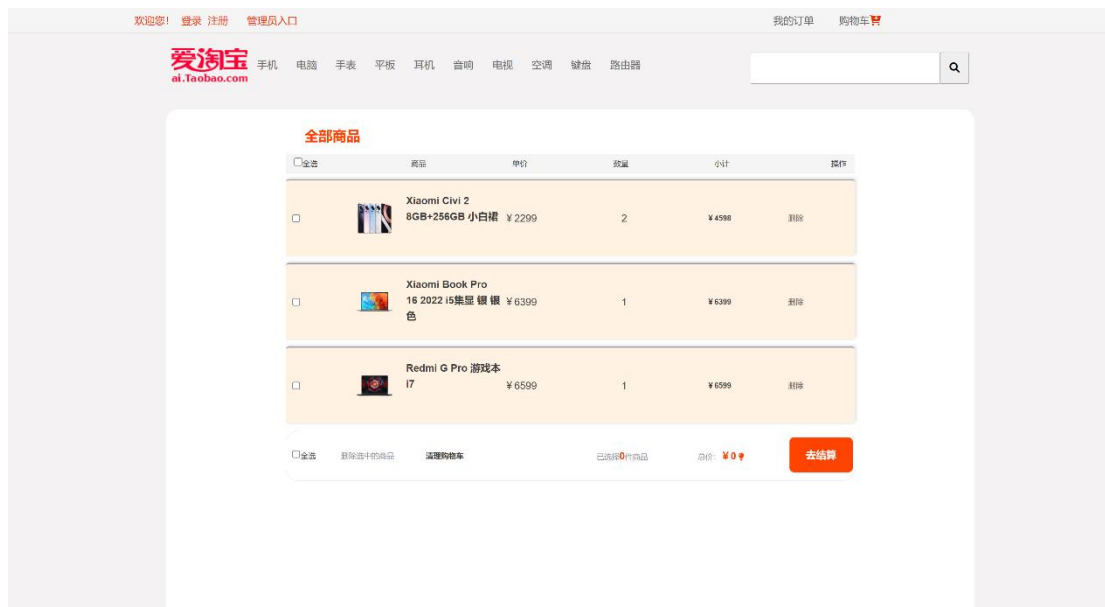 欢迎您! 登录 注册 管理员入口 我的订单 购物车
爱淘宝
ai.Taobao.com
手机 电脑 手表 平板 耳机 音响 电视 空调 键盘 路由器
全部商品
全选 商品 单价 数量 小计 操作
Xiaomi Civi 2
8GB+256GB 小白裙 ¥2299 2 ¥4598 删除
Xiaomi Book Pro
16 2022 i5集显 银 银 ¥6399 1 ¥6399 删除
色
Redmi G Pro 游戏本
i7 ¥6599 1 ¥6599 删除
全选 删除选中的商品 清理购物车 已选择0件商品 总价: ¥0 去结算